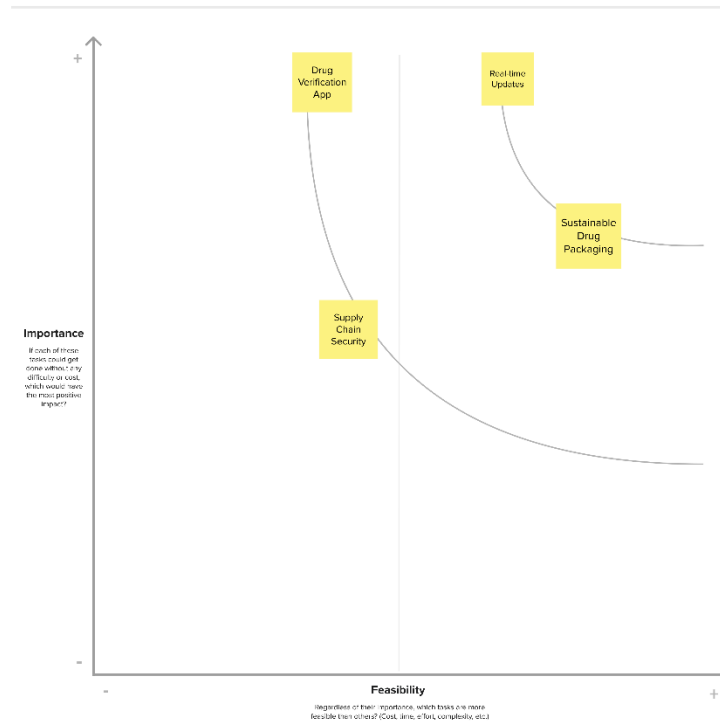 +
Drug
Verification
App
Real-time
Updates
Sustainable
Drug
Packaging
Supply
Chain
Security
Importance
If each of these
tasks could get
done without any
difficulty or cost,
which would have
the most positive
impact?
-
-
Feasibility
+
Regardless of their importance, which tasks are more
feasible than others? (Cost, time, effort, complexity, etc.)